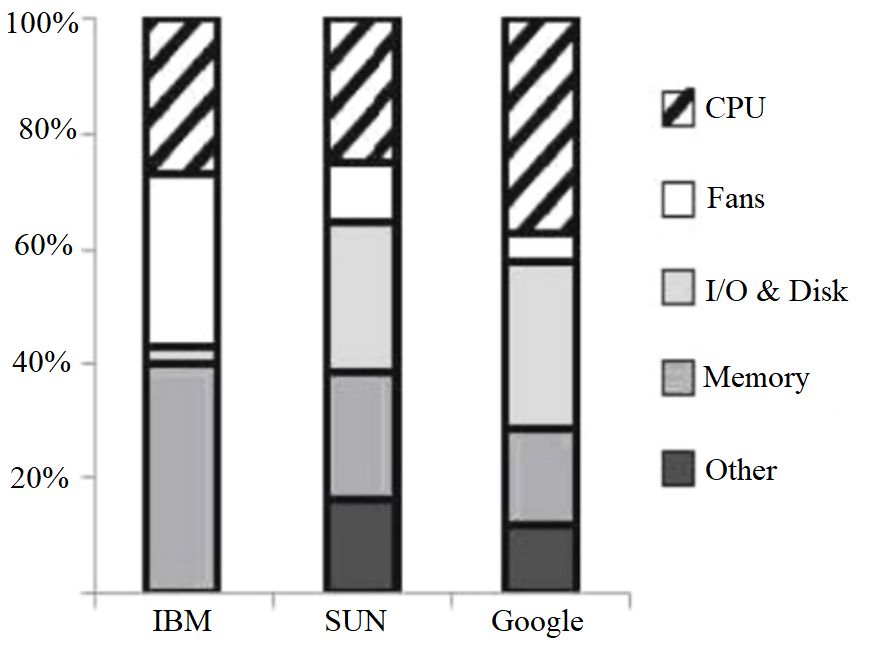 100%
80%
60%
40%
20%
IBM
SUN
Google
CPU
Fans
I/O & Disk
Memory
Other